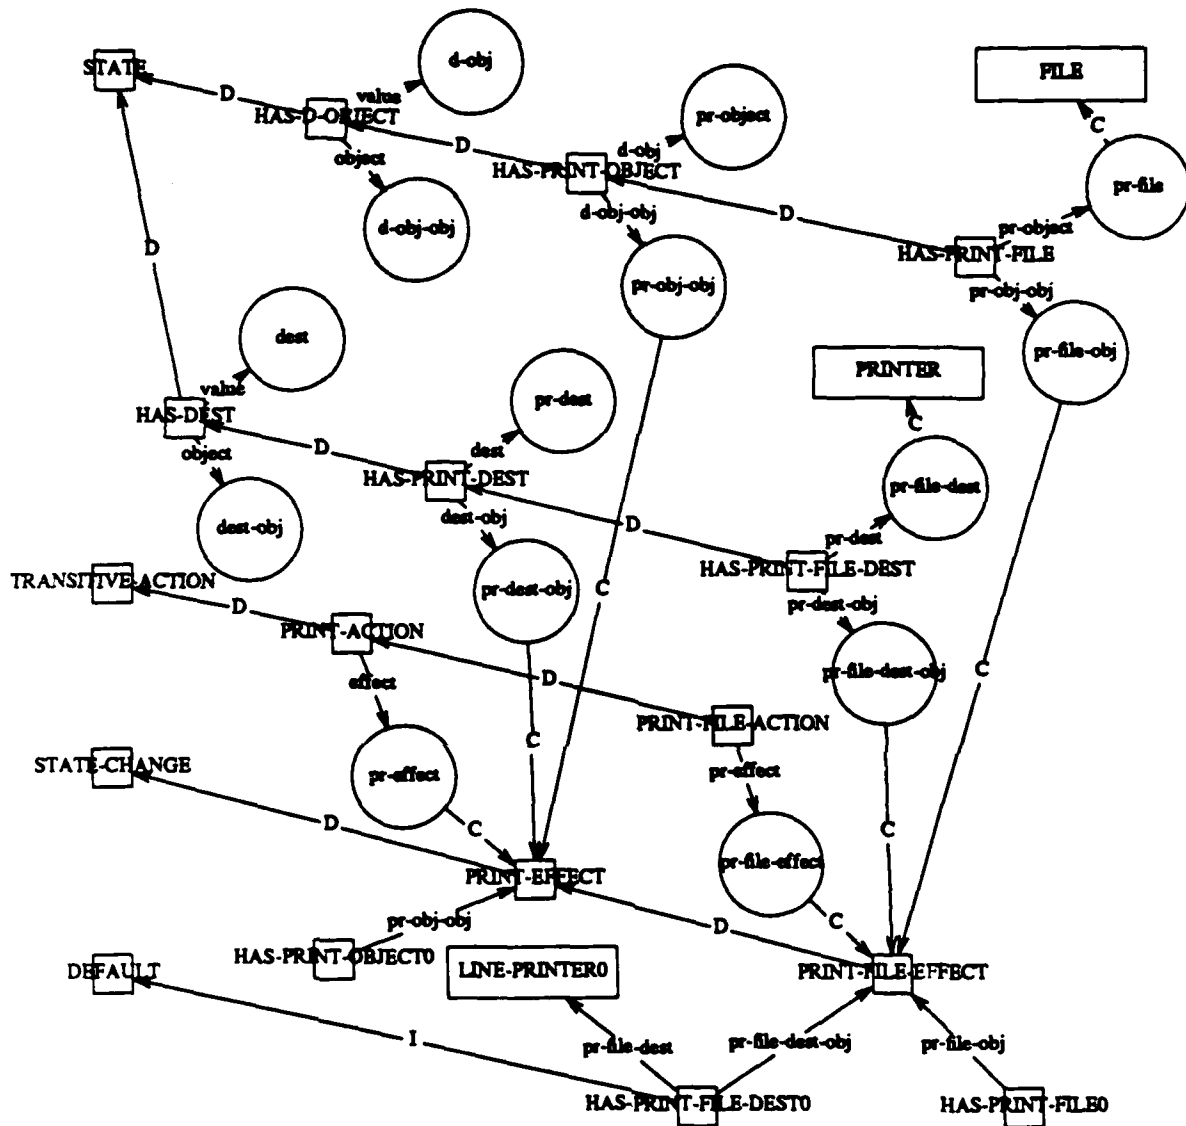 d-obj
STATE
FILE
D
value
HAS-D-OBJECT
pr-object
C
object
D
d-obj
HAS-PRINT-OBJECT
pr-file
d-obj-obj
d-obj-obj
D
pr-object
D
HAS-PRINT-FILE
pr-obj-obj
pr-obj-obj
dest
pr-file-obj
PRINTER
value
pr-dest
HAS-DEST
C
D
dest
object
HAS-PRINT-DEST
pr-file-dest
dest-obj
dest-obj
D
pr-dest
HAS-PRINT-FILE-DEST
TRANSITIVE-ACTION
pr-dest-obj
C
D
pr-dest-obj
PRINT-ACTION
C
effect
D
pr-file-dest-obj
PRINT-FILE-ACTION
C
STATE-CHANGE
pr-effect
pr-effect
D
C
C
PRINT-EFFECT
pr-file-effect
pr-obj-obj
D
C
HAS-PRINT-OBJECT0
DEFAULT
LINE-PRINTER0
PRINT-FILE-EFFECT
I
pr-file-dest
pr-file-dest-obj
pr-file-obj
HAS-PRINT-FILE-DEST0
HAS-PRINT-FILE0